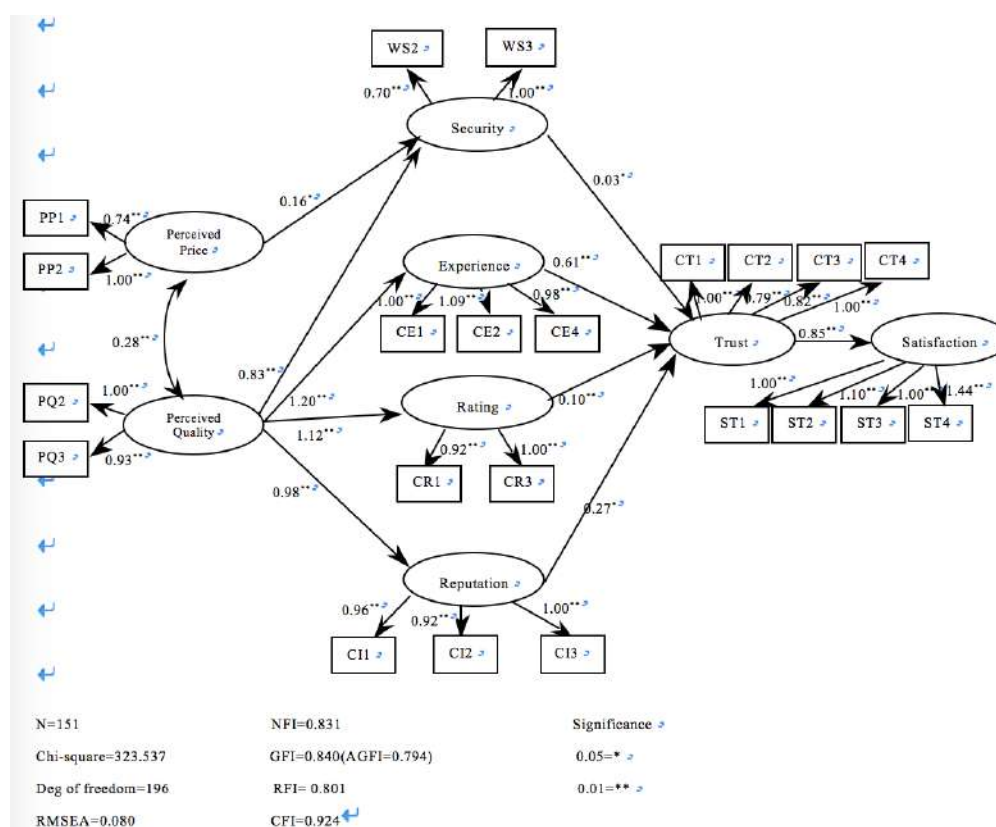 WS2
WS3
0.70**
1.00**
Security
0.03*
0.16*
PP1
0.74**
Perceived
Price
PP2
1.00**
Experience
0.61**
CT1
CT2
CT3
CT4
1.00**
1.09**
0.98**
1.00**
0.79**
0.82**
1.00**
CE1
CE2
CE4
Trust
0.85**
Satisfaction
0.28**
0.83**
1.00**
1.10**
1.00**
1.44**
PQ2
1.00**
1.20**
Rating
0.10**
Perceived
Quality
1.12**
ST1
ST2
ST3
ST4
PQ3
0.93**
0.92**
1.00**
CR1
CR3
0.98**
0.27*
Reputation
0.96**
0.92**
1.00**
CI1
CI2
CI3
N=151
NFI=0.831
Significance
Chi-square=323.537
GFI=0.840(AGFI=0.794)
0.05=*
Deg of freedom=196
RFI= 0.801
0.01=**
RMSEA=0.080
CFI=0.924